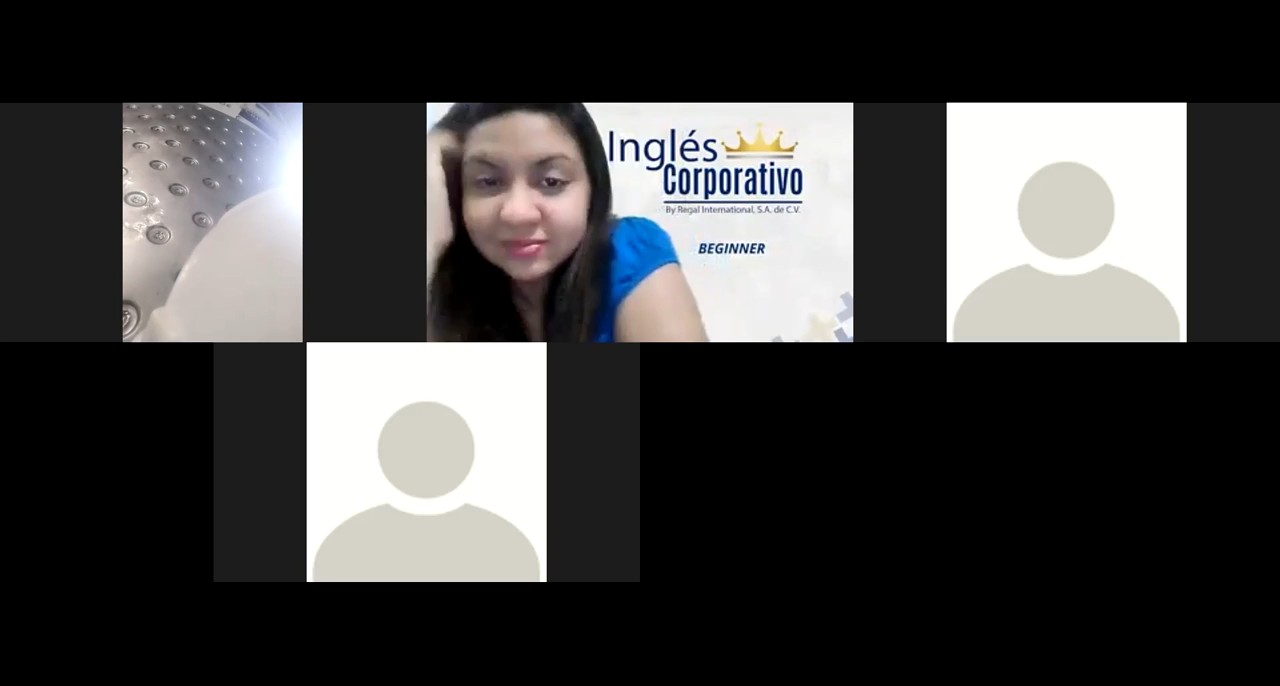 Inglés
Corporativo
By Regal International, S.A. de C.V.
BEGINNER